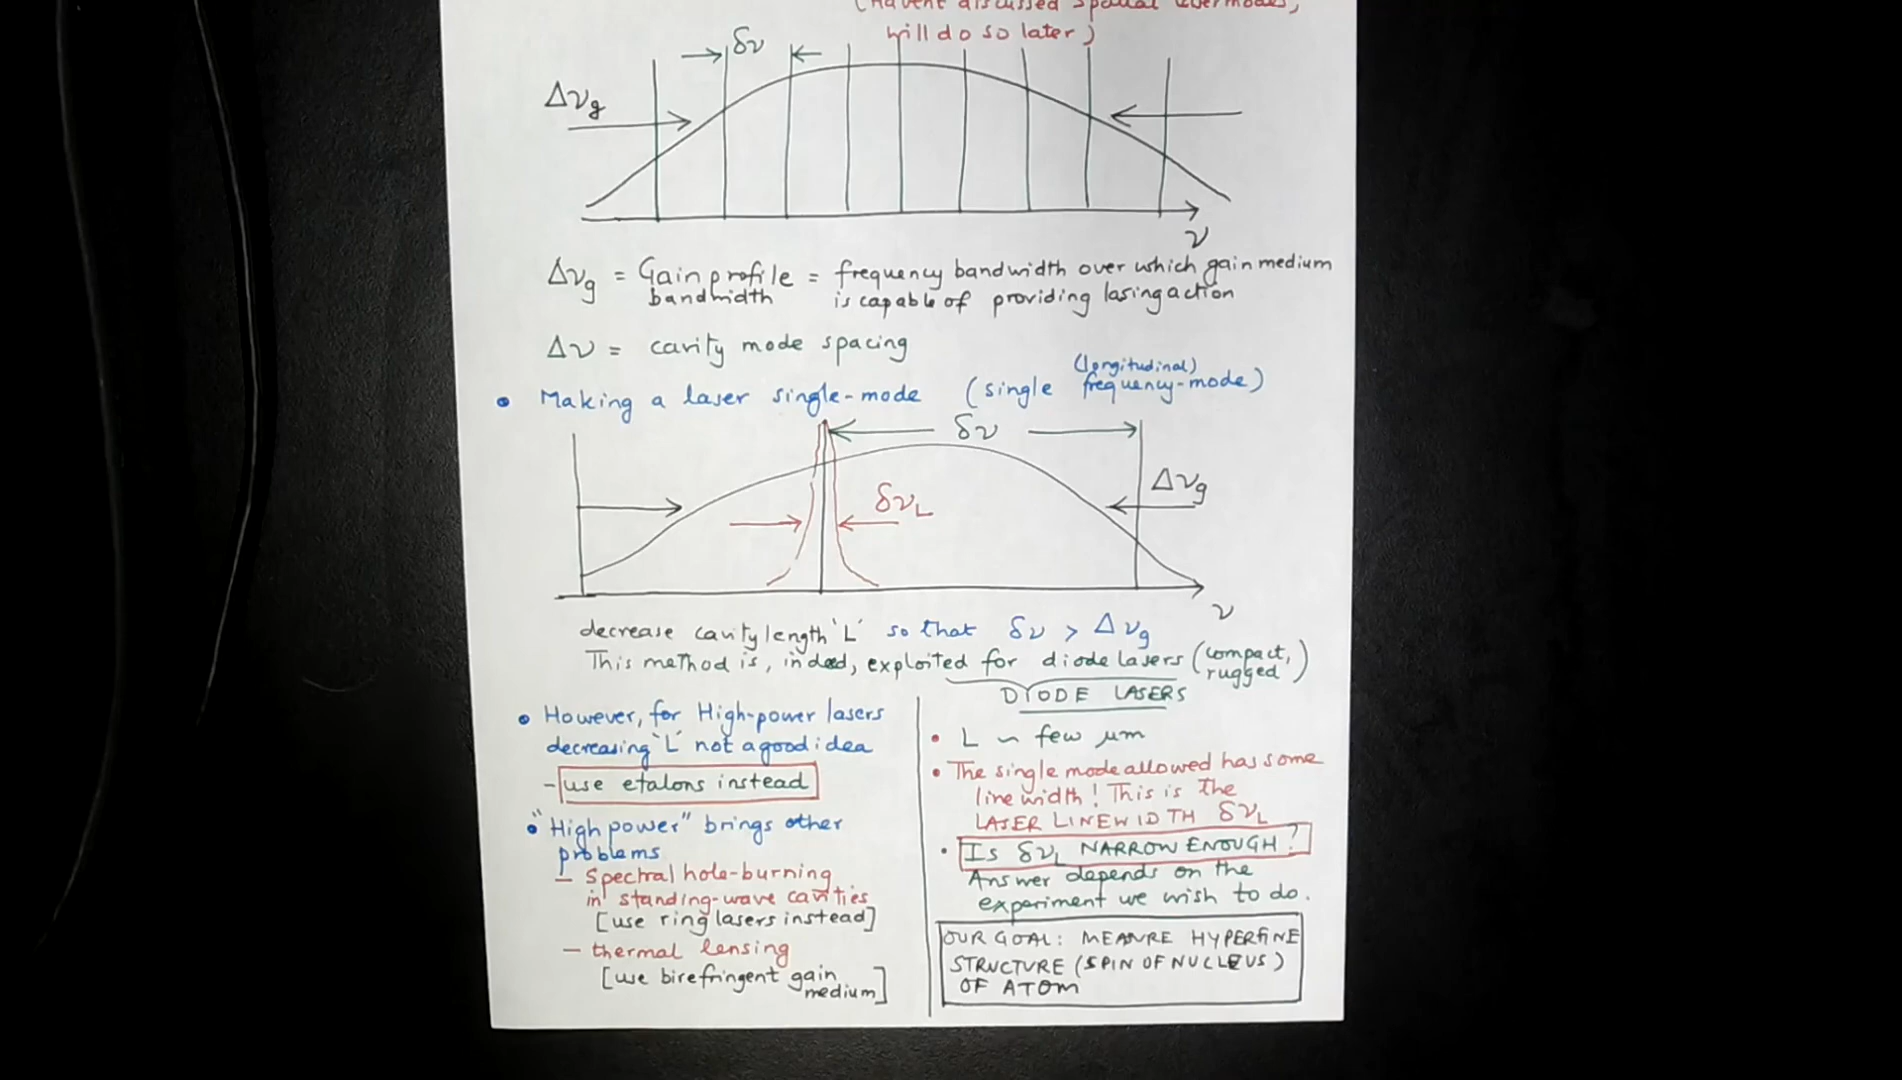 (Haven't discussed spatial lasermodes,
will do so later)
δν
Δνg
ν
Δνg = Gain profile = frequency bandwidth over which gain medium
bandwidth is capable of providing lasing action
Δν = cavity mode spacing
(longitudinal)
• Making a laser single-mode (single frequency-mode)
δν
Δνg
δνL
ν
decrease cavity length 'L' so that δν > Δνg
This method is, indeed, exploited for diode lasers (compact, rugged)
DIODE LASERS
• However, for High-power lasers
decreasing 'L' not a good idea
- use etalons instead
• "High power" brings other
problems
- Spectral hole-burning
in standing-wave cavities
[use ring lasers instead]
- thermal lensing
[use birefringent gain
medium]
• L ~ few μm
• The single mode allowed has some
line width! This is the
LASER LINEWIDTH δνL
• Is δνL NARROW ENOUGH?
Answer depends on the
experiment we wish to do.
OUR GOAL: MEANRE HYPERFINE
STRUCTURE (SPIN OF NUCLEUS)
OF ATOM